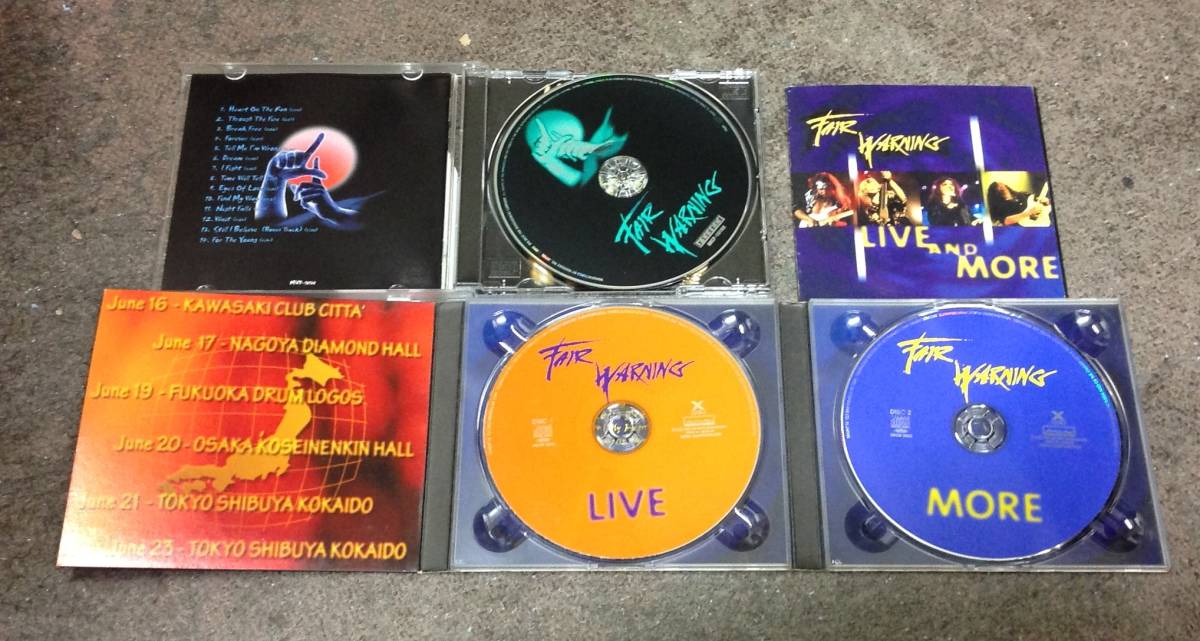 1. Heart On The Run
2. Through The Fire
3. Break Free
4. Forever
5. Tell Me I'm Wrong
6. Dream
7. I Fight
8. Time Will Tell
9. Eyes Of Love
10. Find My Way
11. Night Falls
12. Wait
13. Still I Believe (Bonus Track)
14. For The Young
FAIR
WARNING
FAIR
WARNING
LIVE
AND
MORE
June 16 - KAWASAKI CLUB CITTA'
June 17 - NAGOYA DIAMOND HALL
June 19 - FUKUOKA DRUM LOGOS
June 20 - OSAKA KOSEINENKIN HALL
June 21 - TOKYO SHIBUYA KOKAIDO
June 23 - TOKYO SHIBUYA KOKAIDO
FAIR
WARNING
DISC
LIVE
FAIR
WARNING
DISC 2
MORE